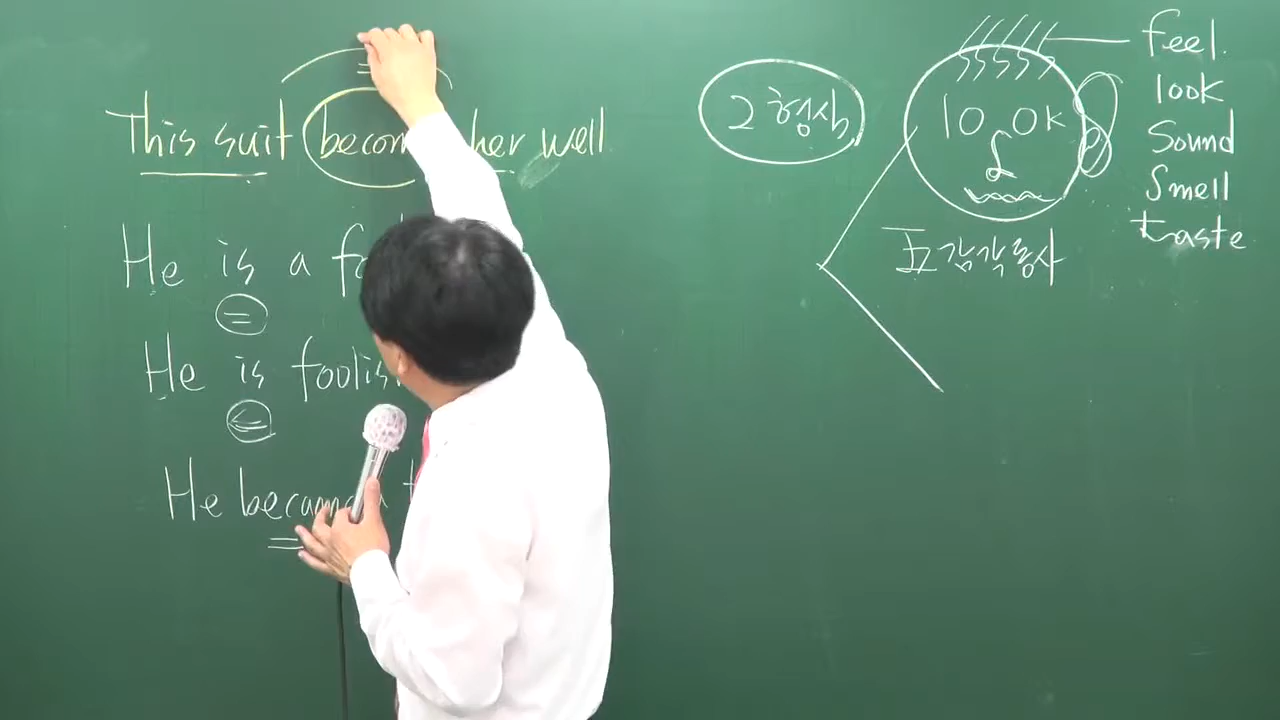 This suit becom her well
He is a fo
He is foolis
He became a
2형식
look
오감각동사
feel.
look
Sound
Smell
taste